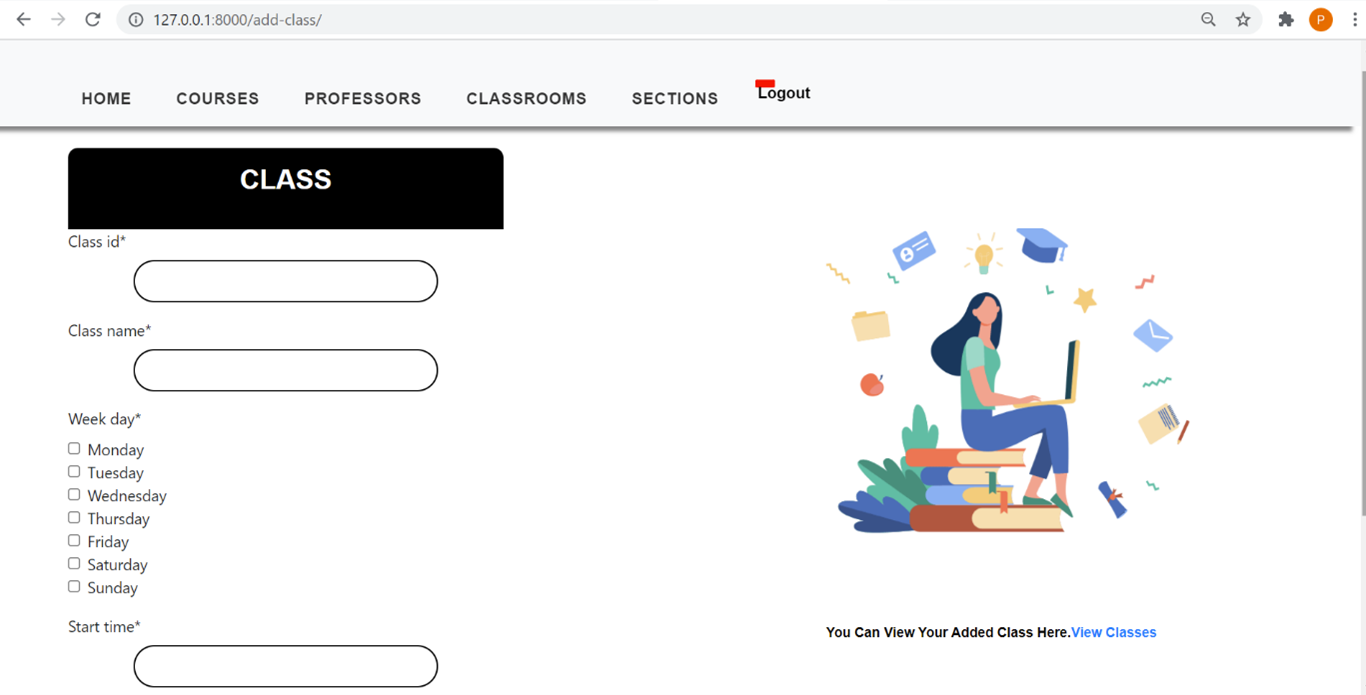 127.0.0.1:8000/add-class/
P
HOME COURSES PROFESSORS CLASSROOMS SECTIONS Logout
CLASS
Class id*
Class name*
Week day*
Monday
Tuesday
Wednesday
Thursday
Friday
Saturday
Sunday
Start time*
You Can View Your Added Class Here.View Classes